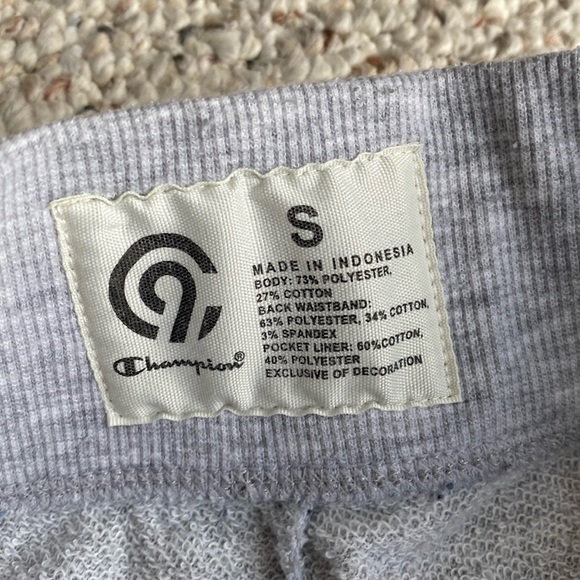 S
MADE IN INDONESIA
BODY: 73% POLYESTER,
27% COTTON
BACK WAISTBAND:
63% POLYESTER, 34% COTTON,
3% SPANDEX
POCKET LINER: 60% COTTON,
40% POLYESTER
EXCLUSIVE OF DECORATION
C9
Champion®